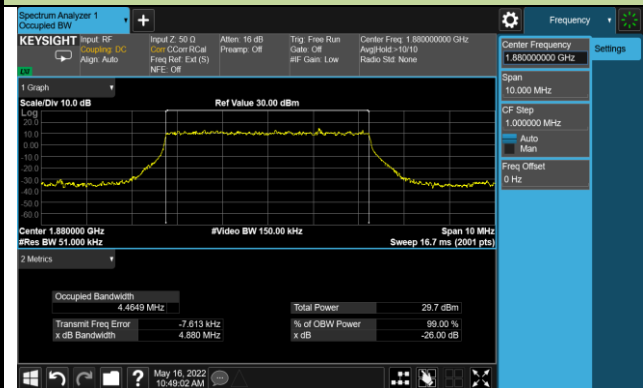 Spectrum Analyzer 1
Occupied BW
Frequency
KEYSIGHT
Input: RF
Coupling: DC
Align: Auto
Input Z: 50 Ω
Corr CCorr RCal
Freq Ref: Ext (S)
NFE: Off
Atten: 16 dB
Preamp: Off
Trig: Free Run
Gate: Off
#IF Gain: Low
Center Freq: 1.880000000 GHz
Avg|Hold:>10/10
Radio Std: None
Center Frequency
1.880000000 GHz
Settings
Span
10.000 MHz
CF Step
1.000000 MHz
Auto
Man
Freq Offset
0 Hz
1 Graph
Scale/Div 10.0 dB
Ref Value 30.00 dBm
Log
20.0
10.0
0.00
-10.0
-20.0
-30.0
-40.0
-50.0
-60.0
Center 1.880000 GHz
#Video BW 150.00 kHz
Span 10 MHz
#Res BW 51.000 kHz
Sweep 16.7 ms (2001 pts)
2 Metrics
Occupied Bandwidth
4.4649 MHz
Total Power
29.7 dBm
Transmit Freq Error
-7.613 kHz
% of OBW Power
99.00 %
x dB Bandwidth
4.880 MHz
x dB
-26.00 dB
May 16, 2022
10:49:02 AM